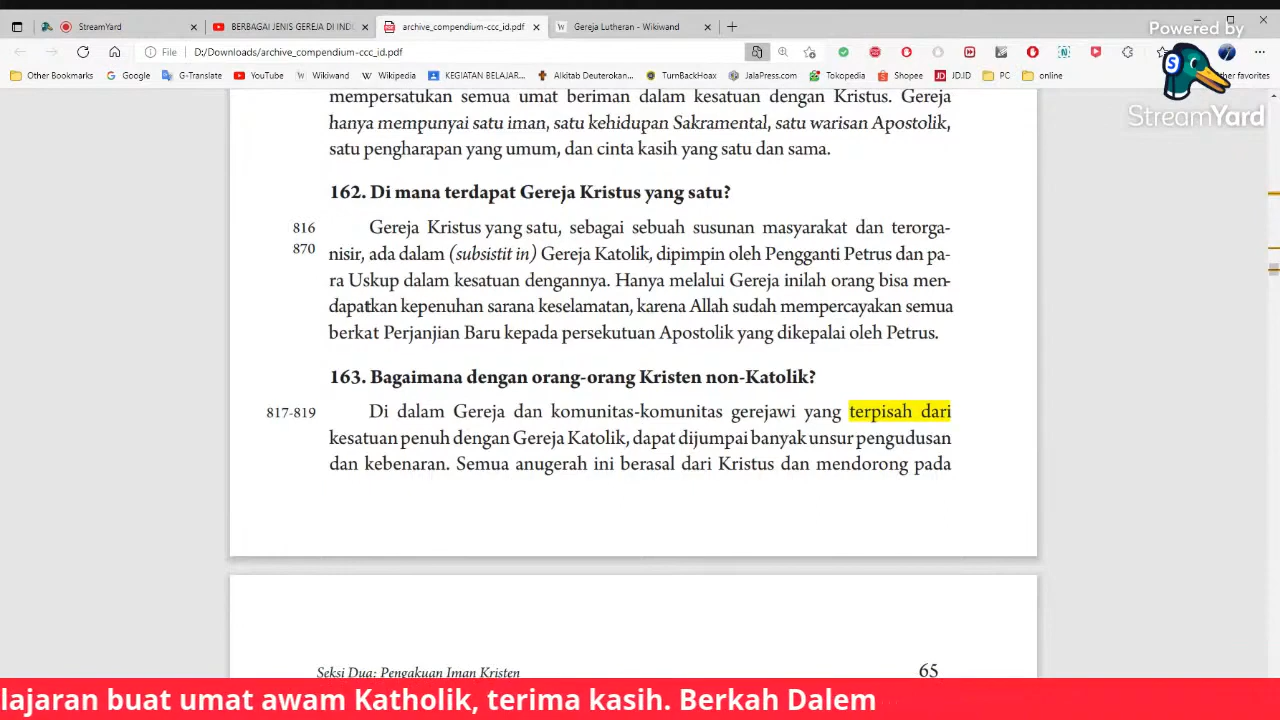 StreamYard
BERBAGAI JENIS GEREJA DI IND
archive_compendium-ccc_id.pdf
Gereja Lutheran - Wikiwand
File D:/Downloads/archive_compendium-ccc_id.pdf
Powered by
StreamYard
Other Bookmarks Google G-Translate YouTube Wikiwand Wikipedia KEGIATAN BELAJAR... Alkitab Deuterokan... TurnBackHoax JalaPress.com Tokopedia Shopee JD.ID PC online ther favorites
mempersatukan semua umat beriman dalam kesatuan dengan Kristus. Gereja
hanya mempunyai satu iman, satu kehidupan Sakramental, satu warisan Apostolik,
satu pengharapan yang umum, dan cinta kasih yang satu dan sama.
162. Di mana terdapat Gereja Kristus yang satu?
816 Gereja Kristus yang satu, sebagai sebuah susunan masyarakat dan terorga-
870 nisir, ada dalam (subsistit in) Gereja Katolik, dipimpin oleh Pengganti Petrus dan pa-
ra Uskup dalam kesatuan dengannya. Hanya melalui Gereja inilah orang bisa men-
dapatkan kepenuhan sarana keselamatan, karena Allah sudah mempercayakan semua
berkat Perjanjian Baru kepada persekutuan Apostolik yang dikepalai oleh Petrus.
163. Bagaimana dengan orang-orang Kristen non-Katolik?
817-819 Di dalam Gereja dan komunitas-komunitas gerejawi yang terpisah dari
kesatuan penuh dengan Gereja Katolik, dapat dijumpai banyak unsur pengudusan
dan kebenaran. Semua anugerah ini berasal dari Kristus dan mendorong pada
Seksi Dua: Pengakuan Iman Kristen 65
lajaran buat umat awam Katholik, terima kasih. Berkah Dalem